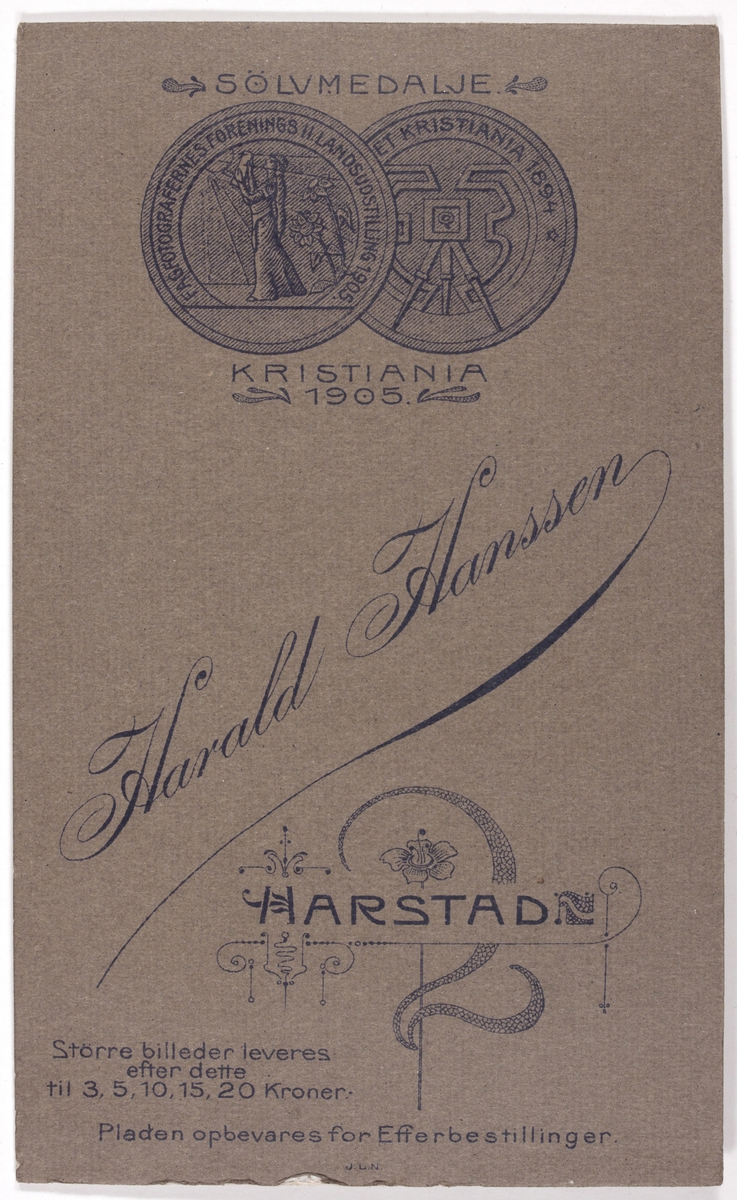 SÖLVMEDALJE.
FAGFOTOGRAFERNES FORENINGS II LANDSUDSTILLING 1905.
ET KRISTIANIA 1894
KRISTIANIA
1905.
Harald Hanssen
HARSTAD.
Större billeder leveres
efter dette
til 3, 5, 10, 15, 20 Kroner.
Pladen opbevares for Efferbestillinger.
J.L.N.